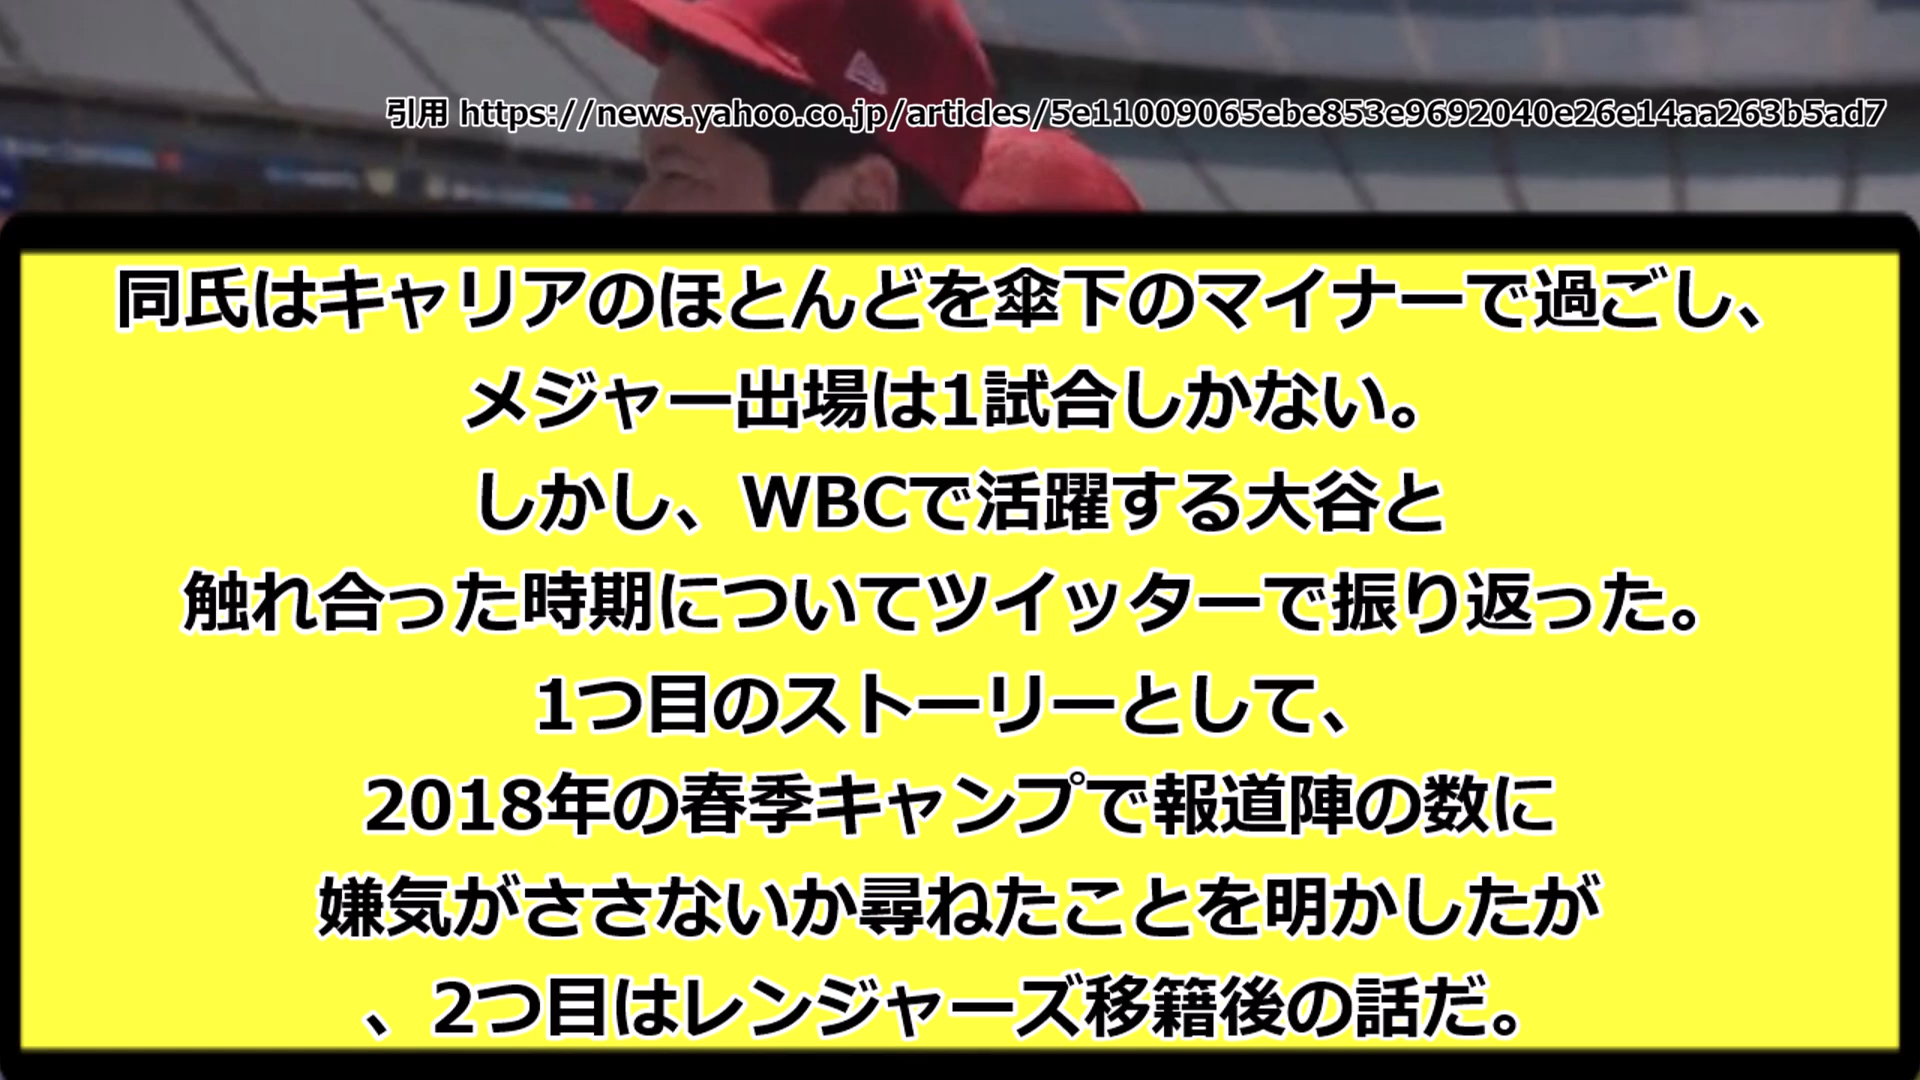 引用 https://news.yahoo.co.jp/articles/5e11009065ebe853e9692040e26e14aa263b5ad7
同氏はキャリアのほとんどを傘下のマイナーで過ごし、
メジャー出場は1試合しかない。
しかし、WBCで活躍する大谷と
触れ合った時期についてツイッターで振り返った。
1つ目のストーリーとして、
2018年の春季キャンプで報道陣の数に
嫌気がささないか尋ねたことを明かしたが
、2つ目はレンジャーズ移籍後の話だ。